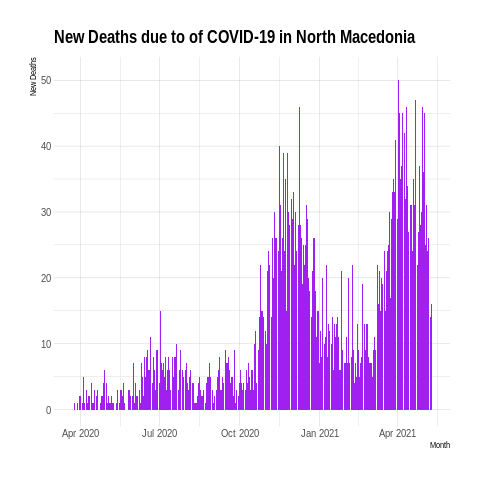 New Deaths due to of COVID-19 in North Macedonia
New Deaths
50
40
30
20
10
0
Apr 2020 Jul 2020 Oct 2020 Jan 2021 Apr 2021
Month